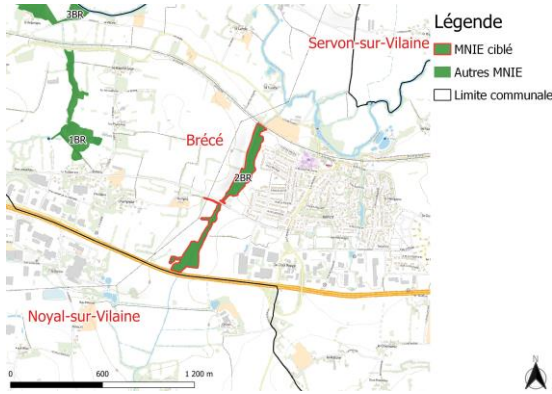 3BR
Servon-sur-Vilaine
Légende
MNIE ciblé
Autres MNIE
Limite communale
1BR
Brécé
2BR
Noyal-sur-Vilaine
0 600 1 200 m
N